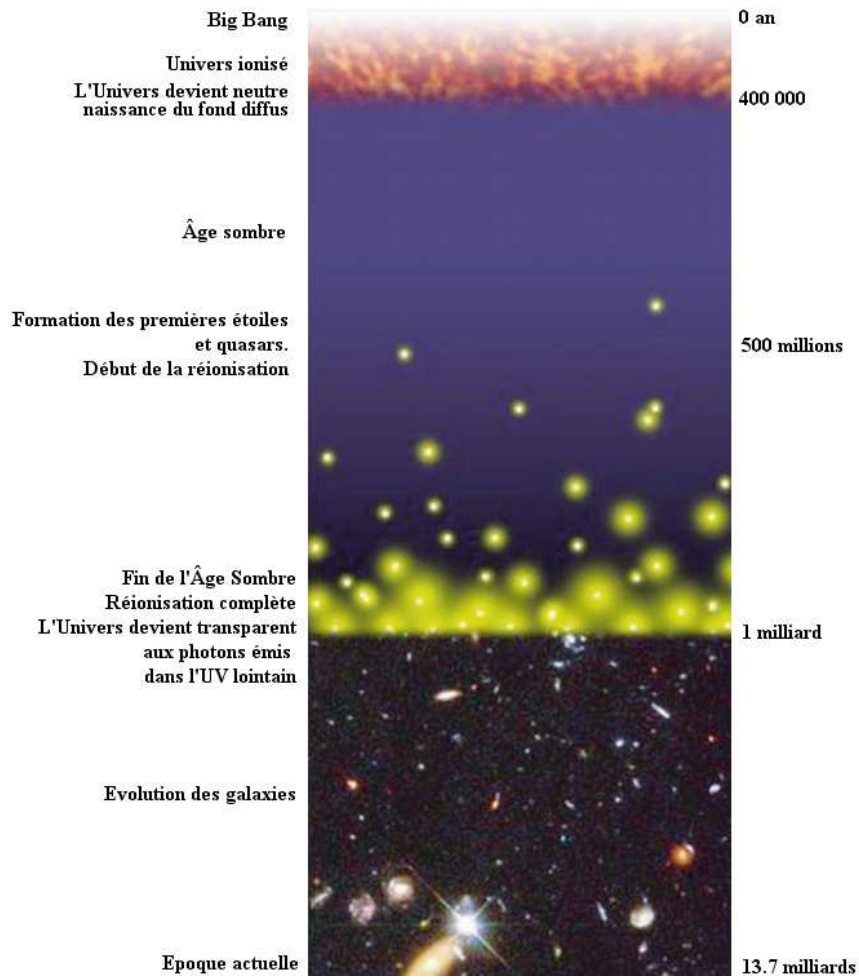 Big Bang
0 an
Univers ionisé
L'Univers devient neutre
naissance du fond diffus
400 000
Âge sombre
Formation des premières étoiles
et quasars.
500 millions
Début de la réionisation
Fin de l'Âge Sombre
Réionisation complète
L'Univers devient transparent
1 milliard
aux photons émis
dans l'UV lointain
Evolution des galaxies
Epoque actuelle
13.7 milliards